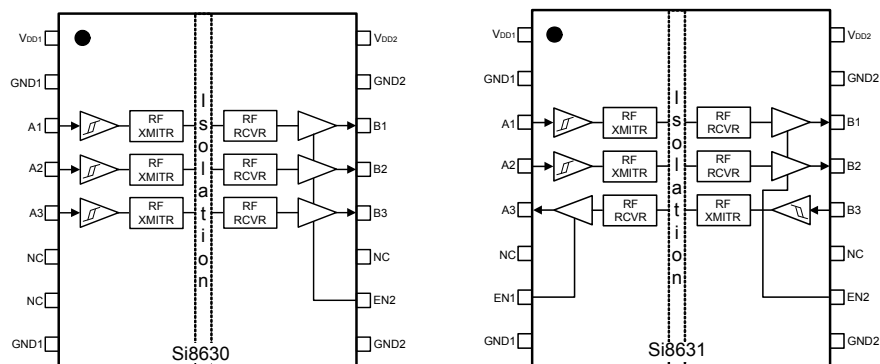 VDD1
VDD2
GND1
GND2
A1
RF XMITR
RF RCVR
B1
A2
RF XMITR
RF RCVR
B2
A3
RF XMITR
RF RCVR
B3
Isolation
NC
NC
NC
EN2
GND1
GND2
Si8630
VDD1
VDD2
GND1
GND2
A1
RF XMITR
RF RCVR
B1
A2
RF XMITR
RF RCVR
B2
A3
RF RCVR
RF XMITR
B3
Isolation
NC
NC
EN1
EN2
GND1
GND2
Si8631